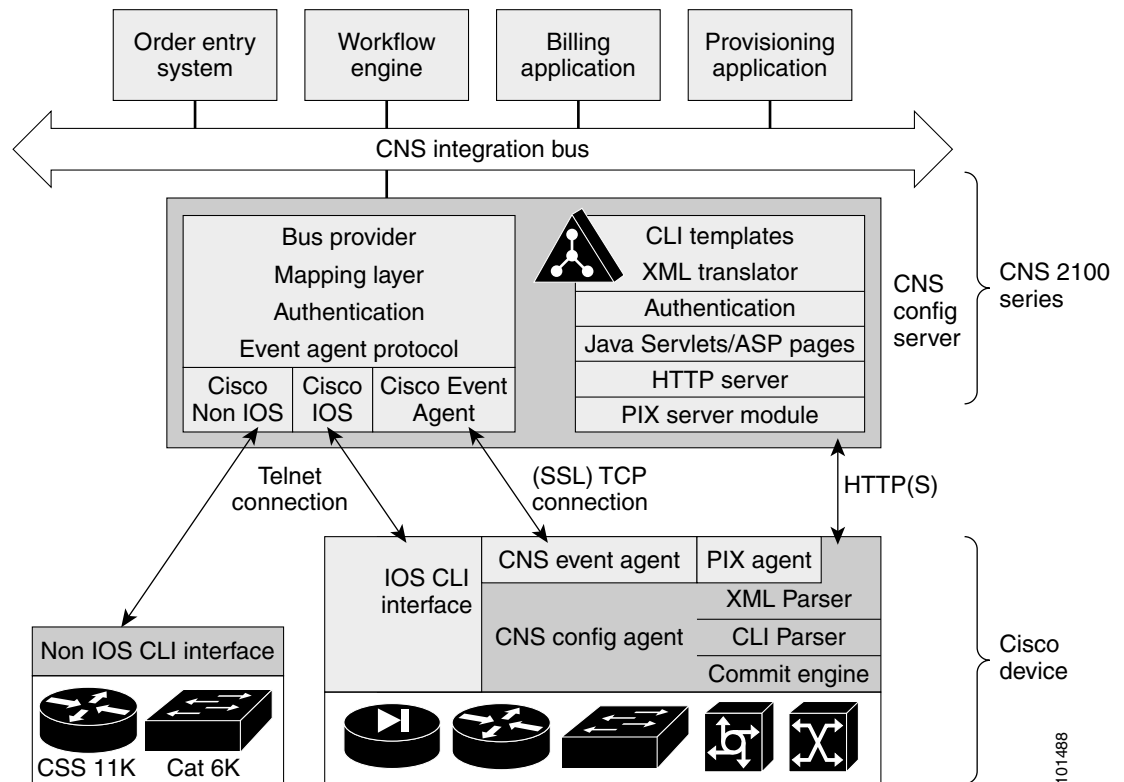 Order entry
system
Workflow
engine
Billing
application
Provisioning
application
CNS integration bus
Bus provider
Mapping layer
Authentication
Event agent protocol
Cisco
Non IOS
Cisco
IOS
Cisco Event
Agent
CLI templates
XML translator
Authentication
Java Servlets/ASP pages
HTTP server
PIX server module
CNS
config
server
CNS 2100
series
Telnet
connection
(SSL) TCP
connection
HTTP(S)
IOS CLI
interface
CNS event agent
PIX agent
CNS config agent
XML Parser
CLI Parser
Commit engine
Cisco
device
Non IOS CLI interface
CSS 11K
Cat 6K
101488